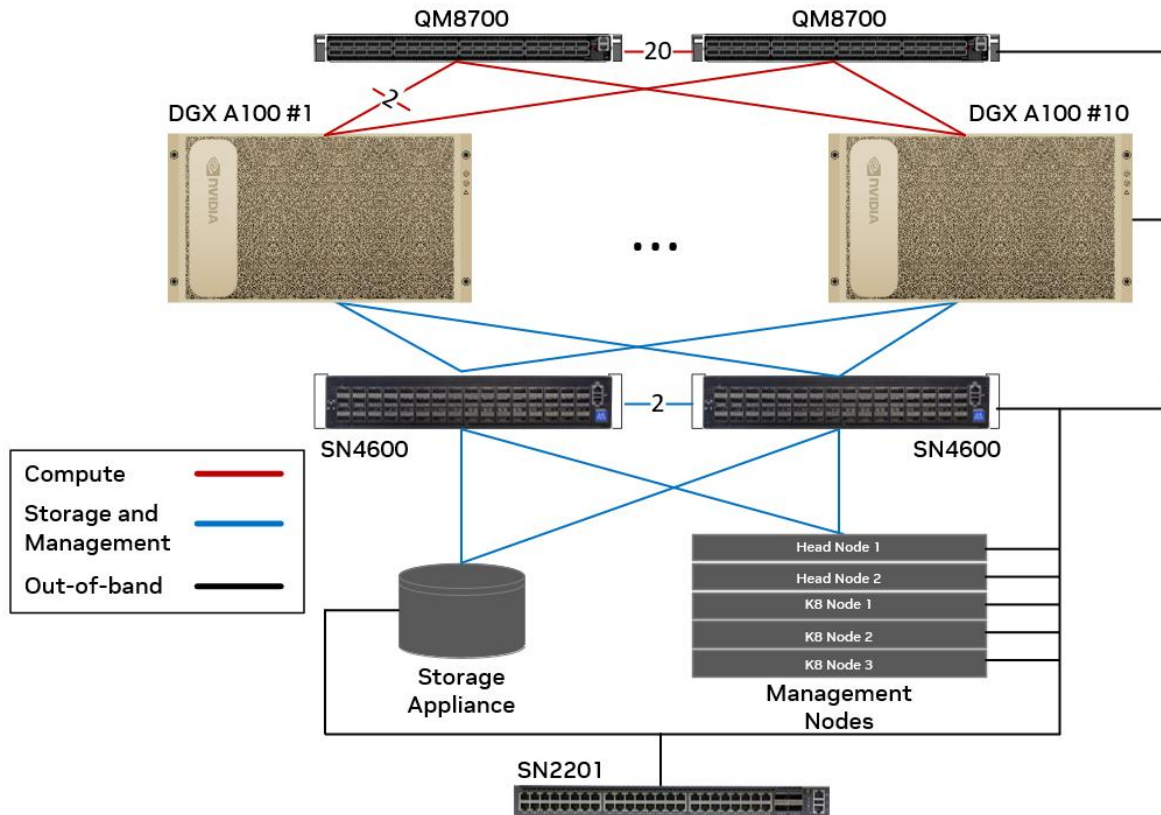 QM8700
QM8700
20
2
DGX A100 #1
DGX A100 #10
NVIDIA
NVIDIA
...
2
SN4600
SN4600
Compute
Storage and
Management
Out-of-band
Head Node 1
Head Node 2
K8 Node 1
K8 Node 2
K8 Node 3
Storage
Appliance
Management
Nodes
SN2201